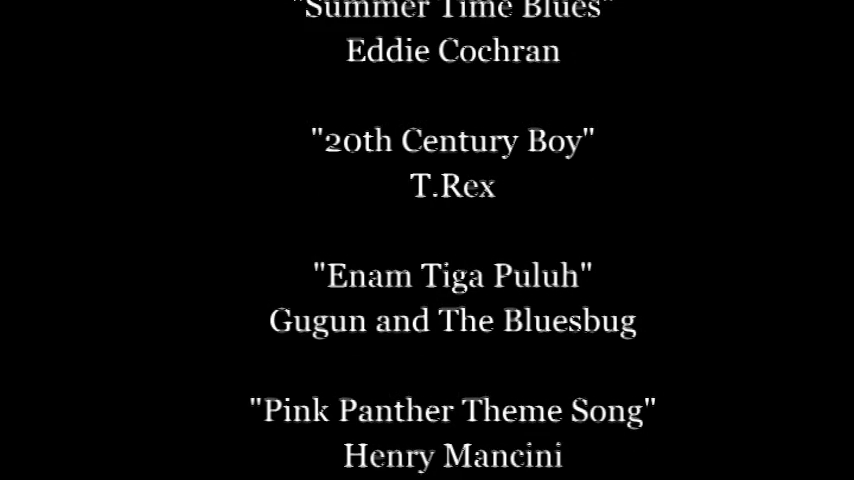 "Summer Time Blues"
Eddie Cochran
"20th Century Boy"
T.Rex
"Enam Tiga Puluh"
Gugun and The Bluesbug
"Pink Panther Theme Song"
Henry Mancini